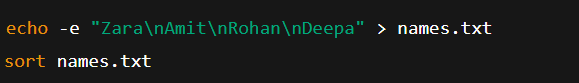 echo -e "Zara\nAmit\nRohan\nDeepa" > names.txt
sort names.txt